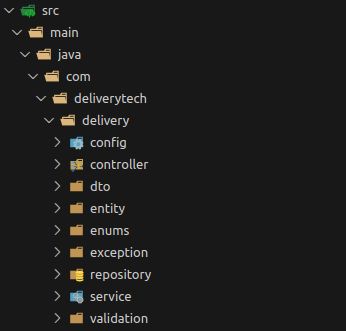 src
main
java
com
deliverytech
delivery
config
controller
dto
entity
enums
exception
repository
service
validation